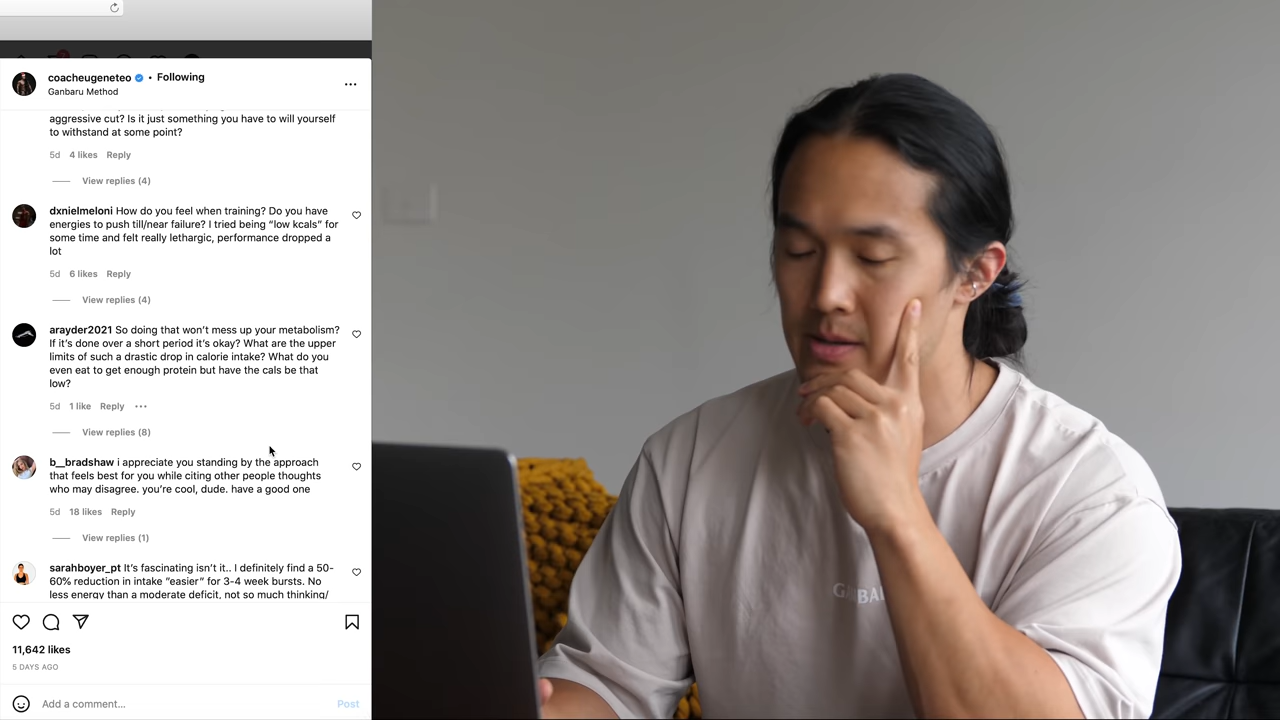 coacheugeneteo • Following
Ganbaru Method
aggressive cut? Is it just something you have to will yourself
to withstand at some point?
5d 4 likes Reply
View replies (4)
dxnielmeloni How do you feel when training? Do you have
energies to push till/near failure? I tried being “low kcals” for
some time and felt really lethargic, performance dropped a
lot
5d 6 likes Reply
View replies (4)
arayder2021 So doing that won’t mess up your metabolism?
If it’s done over a short period it’s okay? What are the upper
limits of such a drastic drop in calorie intake? What do you
even eat to get enough protein but have the cals be that
low?
5d 1 like Reply •••
View replies (8)
b__bradshaw i appreciate you standing by the approach
that feels best for you while citing other people thoughts
who may disagree. you’re cool, dude. have a good one
5d 18 likes Reply
View replies (1)
sarahboyer_pt It’s fascinating isn’t it.. I definitely find a 50-
60% reduction in intake “easier” for 3-4 week bursts. No
less energy than a moderate deficit, not so much thinking/
11,642 likes
5 DAYS AGO
Add a comment... Post